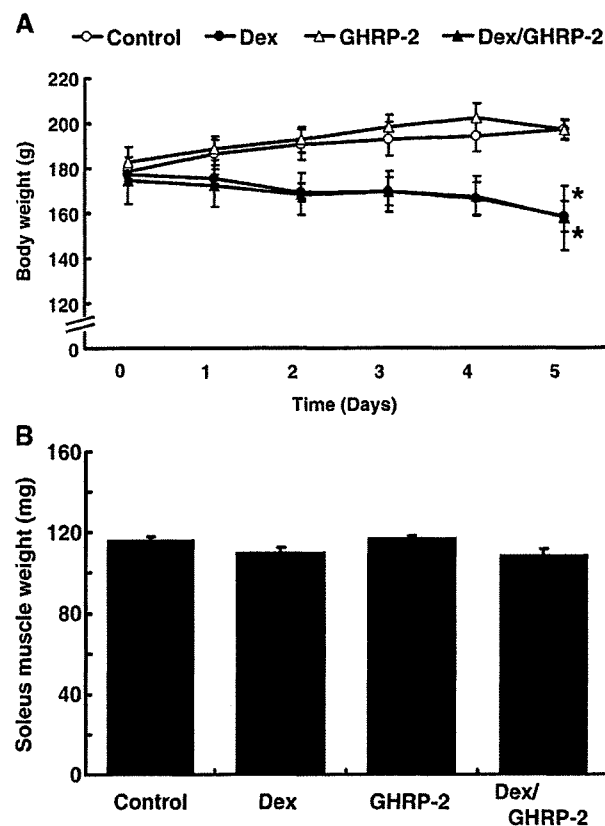 A
Control Dex GHRP-2 Dex/GHRP-2
Body weight (g)
220
200
180
160
140
120
0
*
*
0 1 2 3 4 5
Time (Days)
B
Soleus muscle weight (mg)
160
120
80
40
0
Control Dex GHRP-2 Dex/
GHRP-2